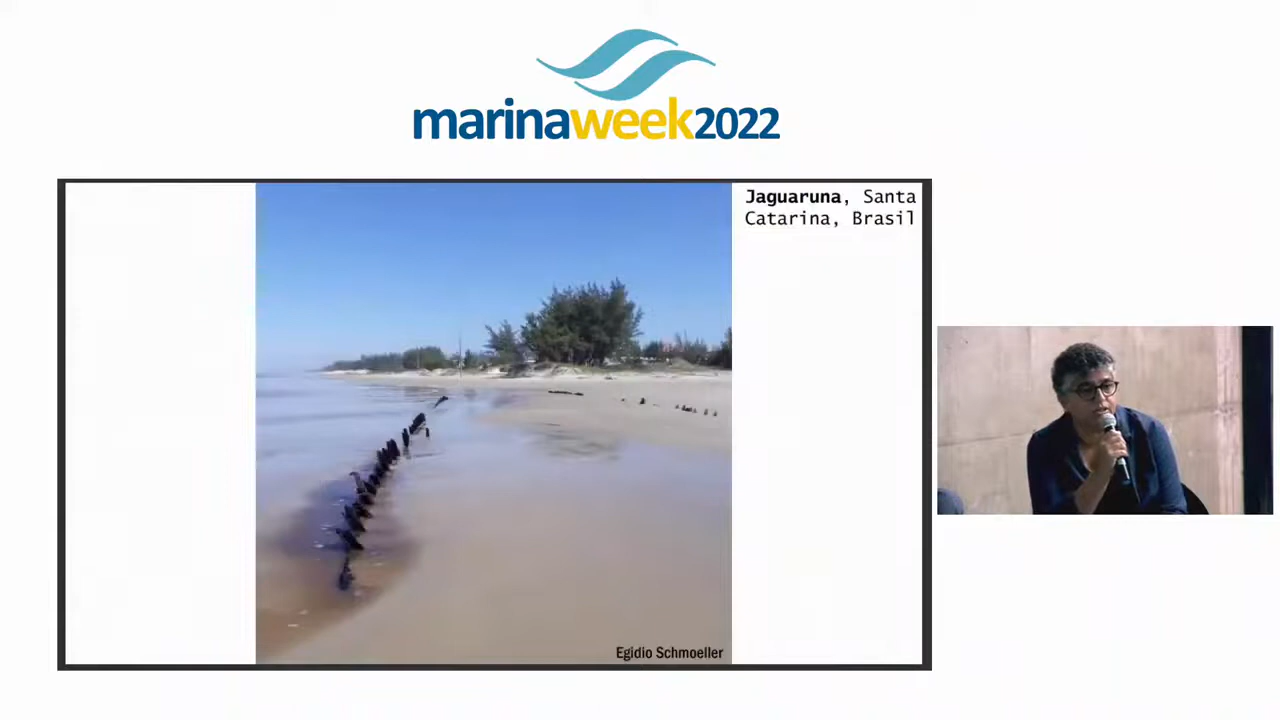 marinaweek2022
Jaguaruna, Santa
Catarina, Brasil
Egidio Schmoeller